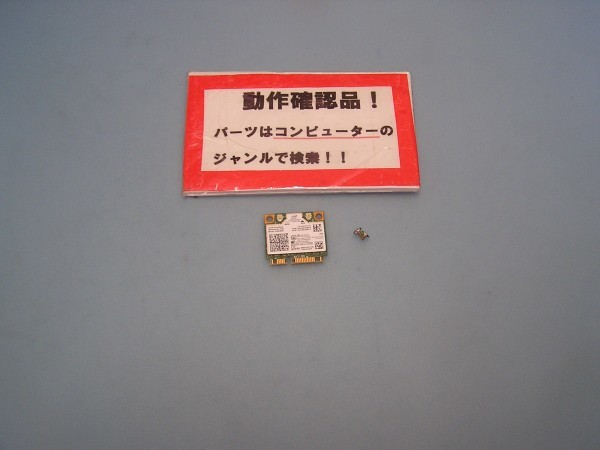 動作確認品！
パーツはコンピューターの
ジャンルで検索！！